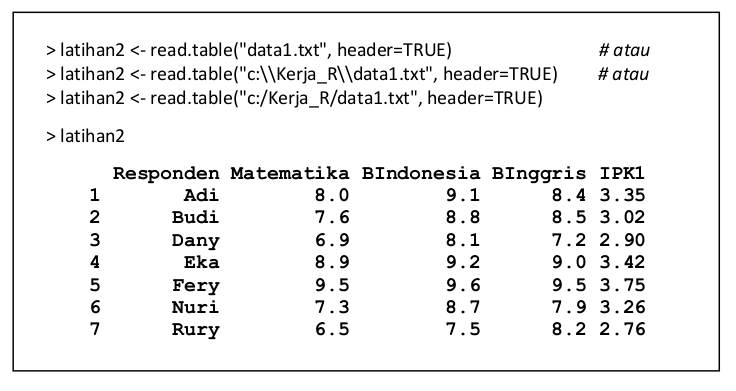 > latihan2 <- read.table("data1.txt", header=TRUE) # atau
> latihan2 <- read.table("c:\\Kerja_R\\data1.txt", header=TRUE) # atau
> latihan2 <- read.table("c:/Kerja_R/data1.txt", header=TRUE)
> latihan2
Responden Matematika BIndonesia BInggris IPK1
1 Adi 8.0 9.1 8.4 3.35
2 Budi 7.6 8.8 8.5 3.02
3 Dany 6.9 8.1 7.2 2.90
4 Eka 8.9 9.2 9.0 3.42
5 Fery 9.5 9.6 9.5 3.75
6 Nuri 7.3 8.7 7.9 3.26
7 Rury 6.5 7.5 8.2 2.76